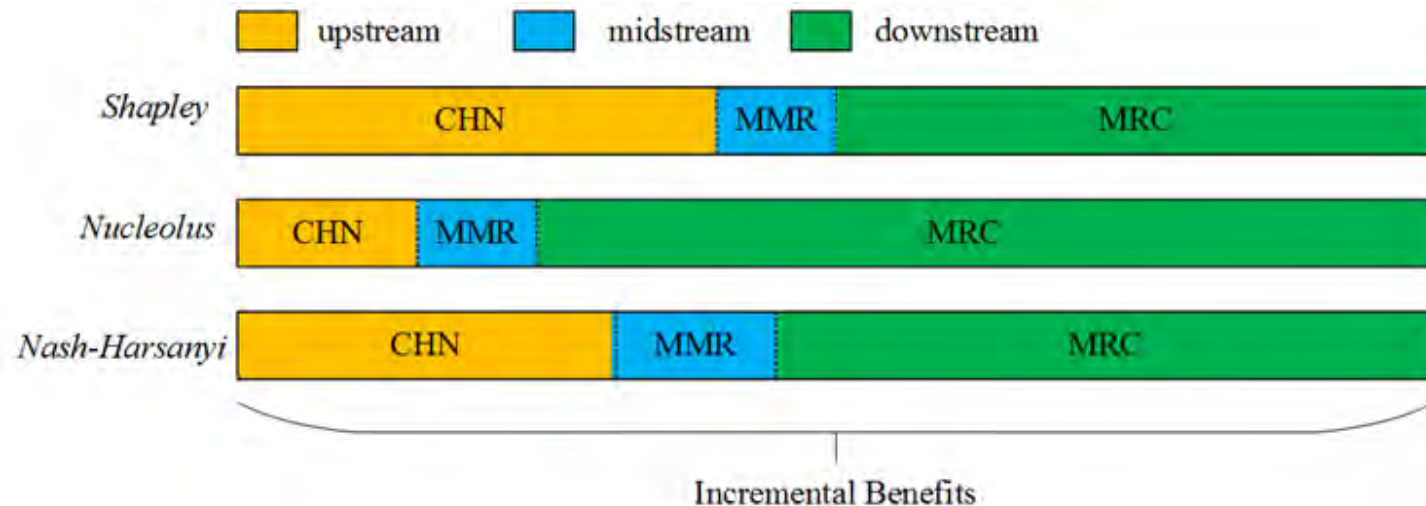 upstream midstream downstream
Shapley CHN MMR MRC
Nucleolus CHN MMR MRC
Nash-Harsanyi CHN MMR MRC
Incremental Benefits